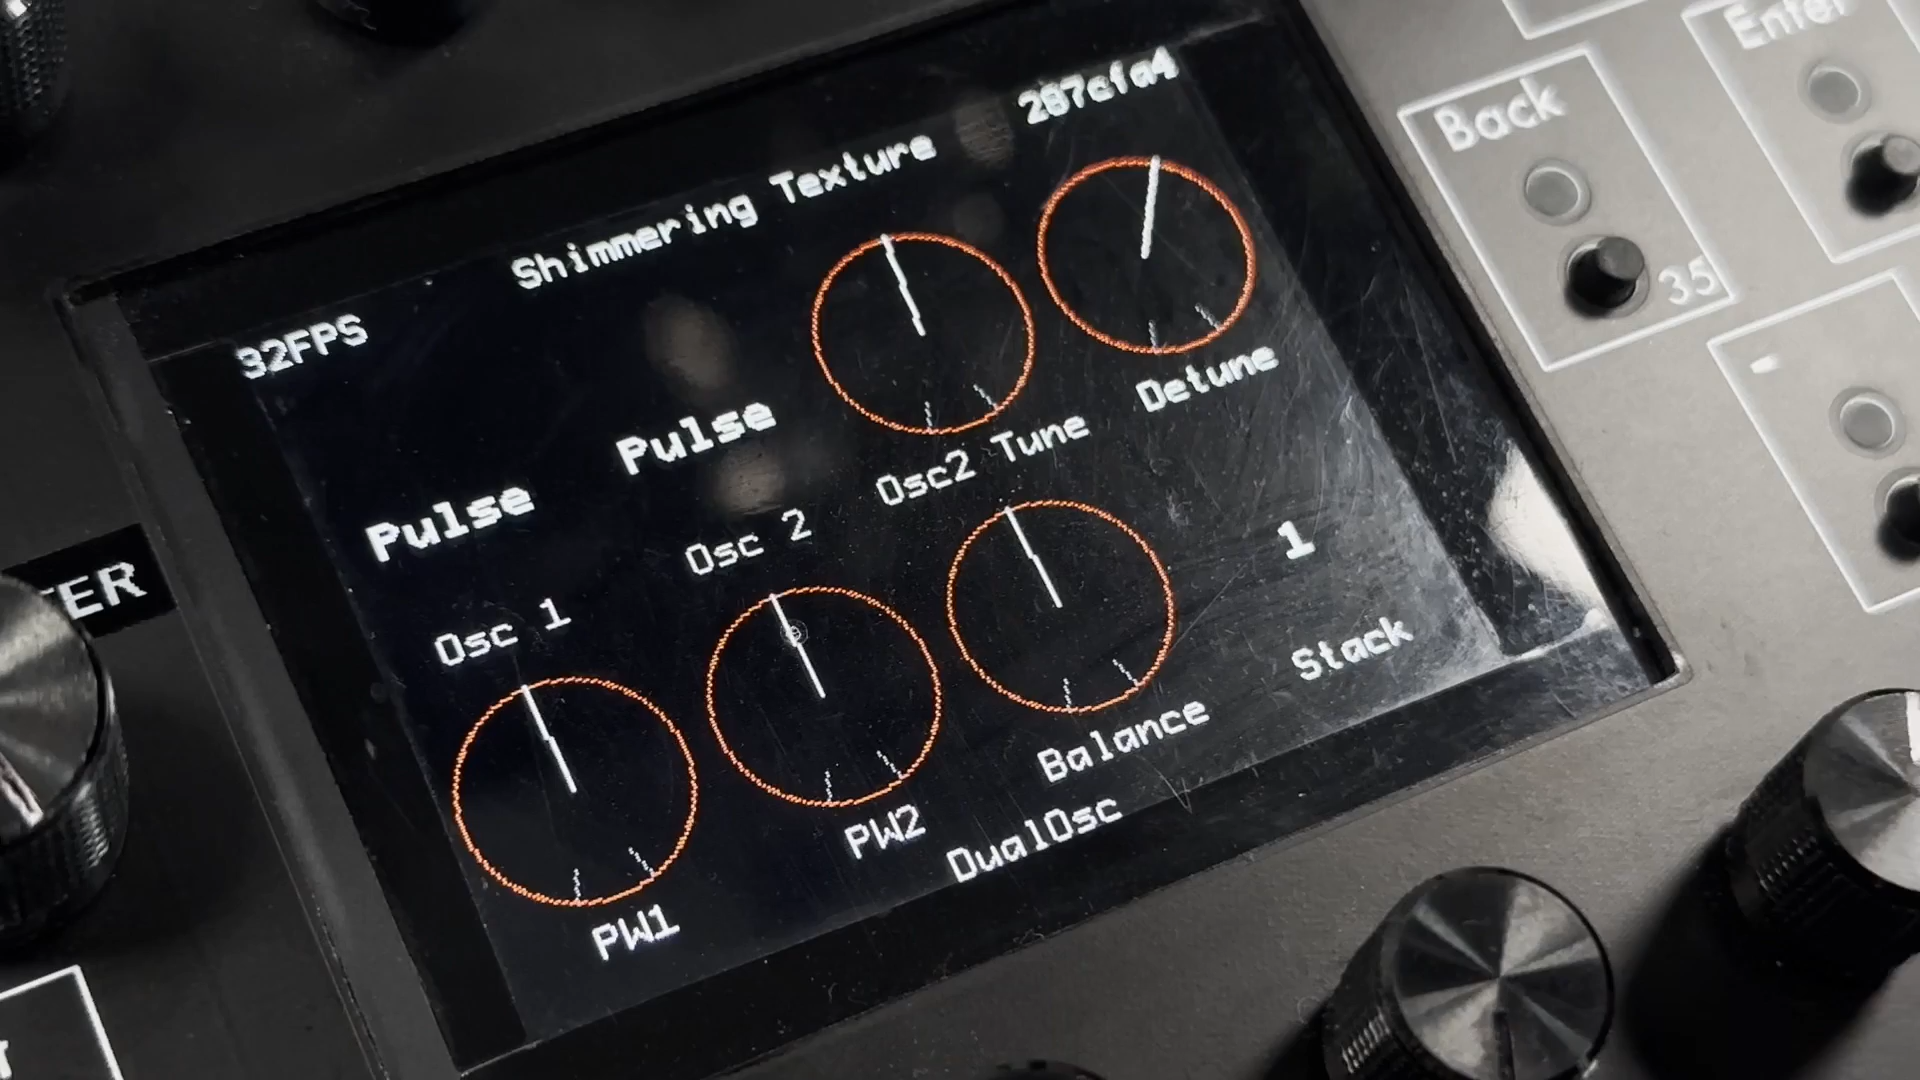 Enter
Back
35
-
32FPS
Shimmering Texture
287cfa4
Pulse
Pulse
Osc 1
Osc 2
Osc2 Tune
Detune
1
PW1
PW2
Balance
Stack
DualOsc